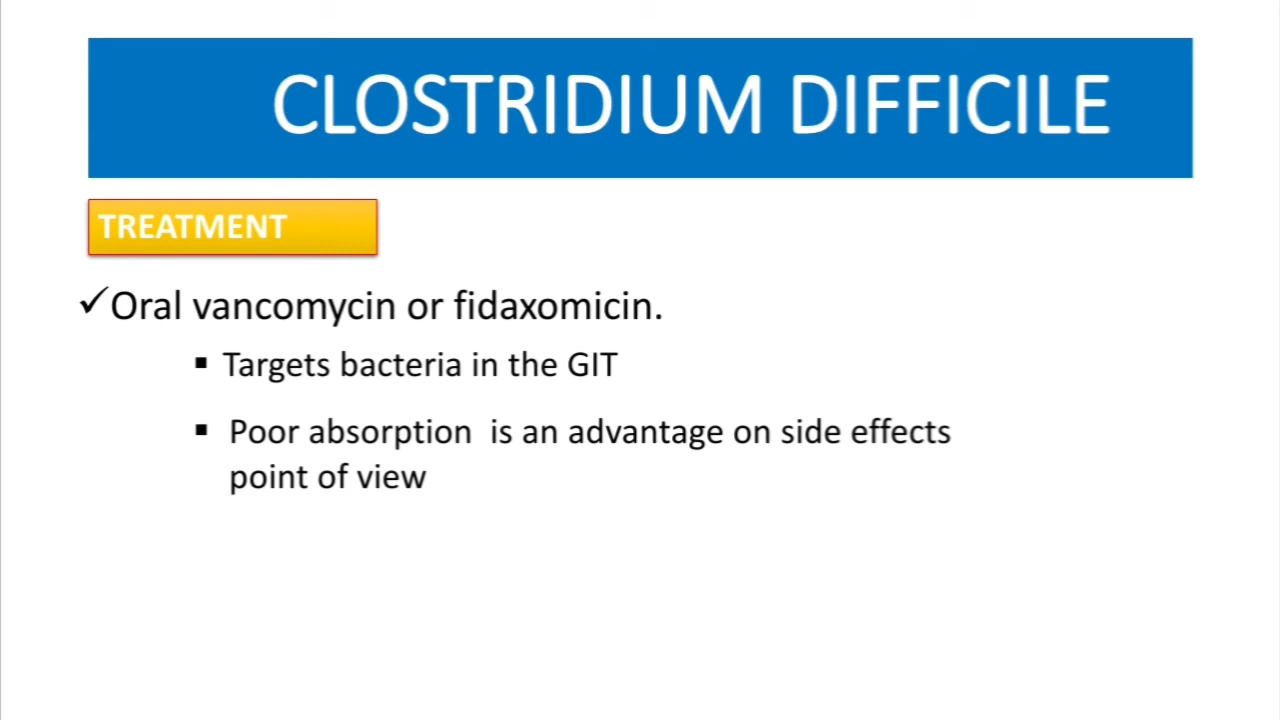 CLOSTRIDIUM DIFFICILE
TREATMENT
✓Oral vancomycin or fidaxomicin.
▪ Targets bacteria in the GIT
▪ Poor absorption  is an advantage on side effects
point of view